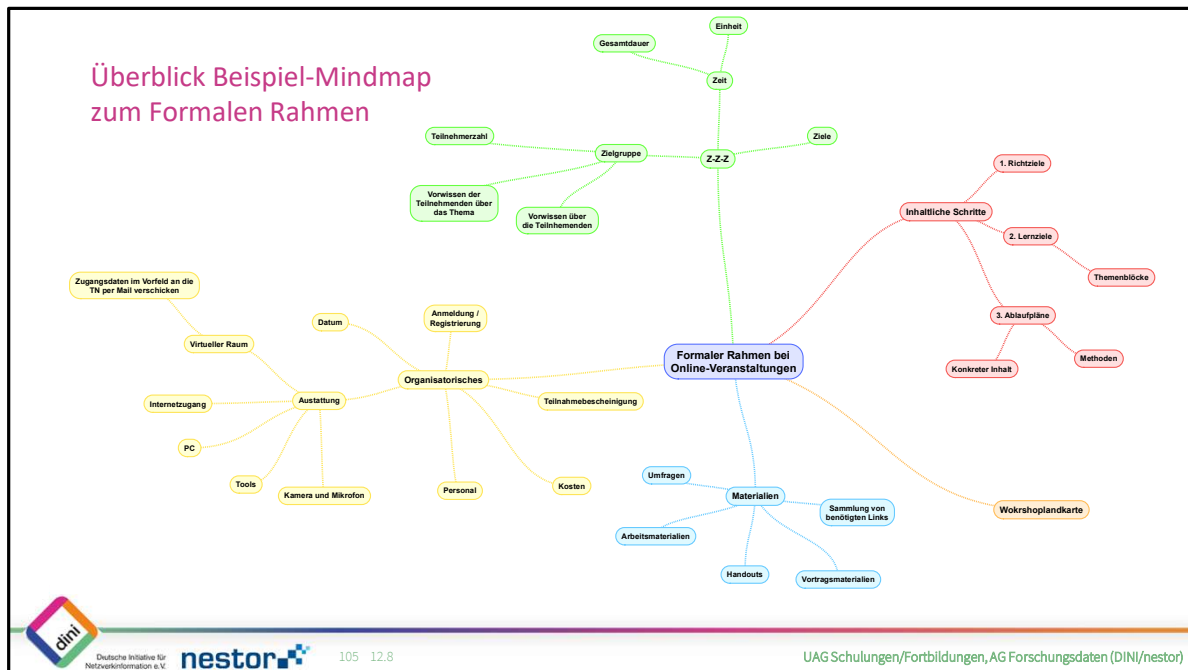 Überblick Beispiel-Mindmap
zum Formalen Rahmen
Einheit
Gesamtdauer
Zeit
Teilnehmerzahl
Zielgruppe
Z-Z-Z
Ziele
Vorwissen der
Teilnehmenden über
das Thema
Vorwissen über
die Teilnhemenden
1. Richtziele
Inhaltliche Schritte
2. Lernziele
Themenblöcke
3. Ablaufpläne
Konkreter Inhalt
Methoden
Zugangsdaten im Vorfeld an die
TN per Mail verschicken
Virtueller Raum
Datum
Anmeldung /
Registrierung
Organisatorisches
Austattung
Internetzugang
PC
Tools
Kamera und Mikrofon
Personal
Kosten
Teilnahmebescheinigung
Formaler Rahmen bei
Online-Veranstaltungen
Umfragen
Materialien
Sammlung von
benötigten Links
Arbeitsmaterialien
Handouts
Vortragsmaterialien
Wokrshoplandkarte
dini
Deutsche Initiative für
Netzwerkinformation e.V.
nestor
105 12.8
UAG Schulungen/Fortbildungen, AG Forschungsdaten (DINI/nestor)